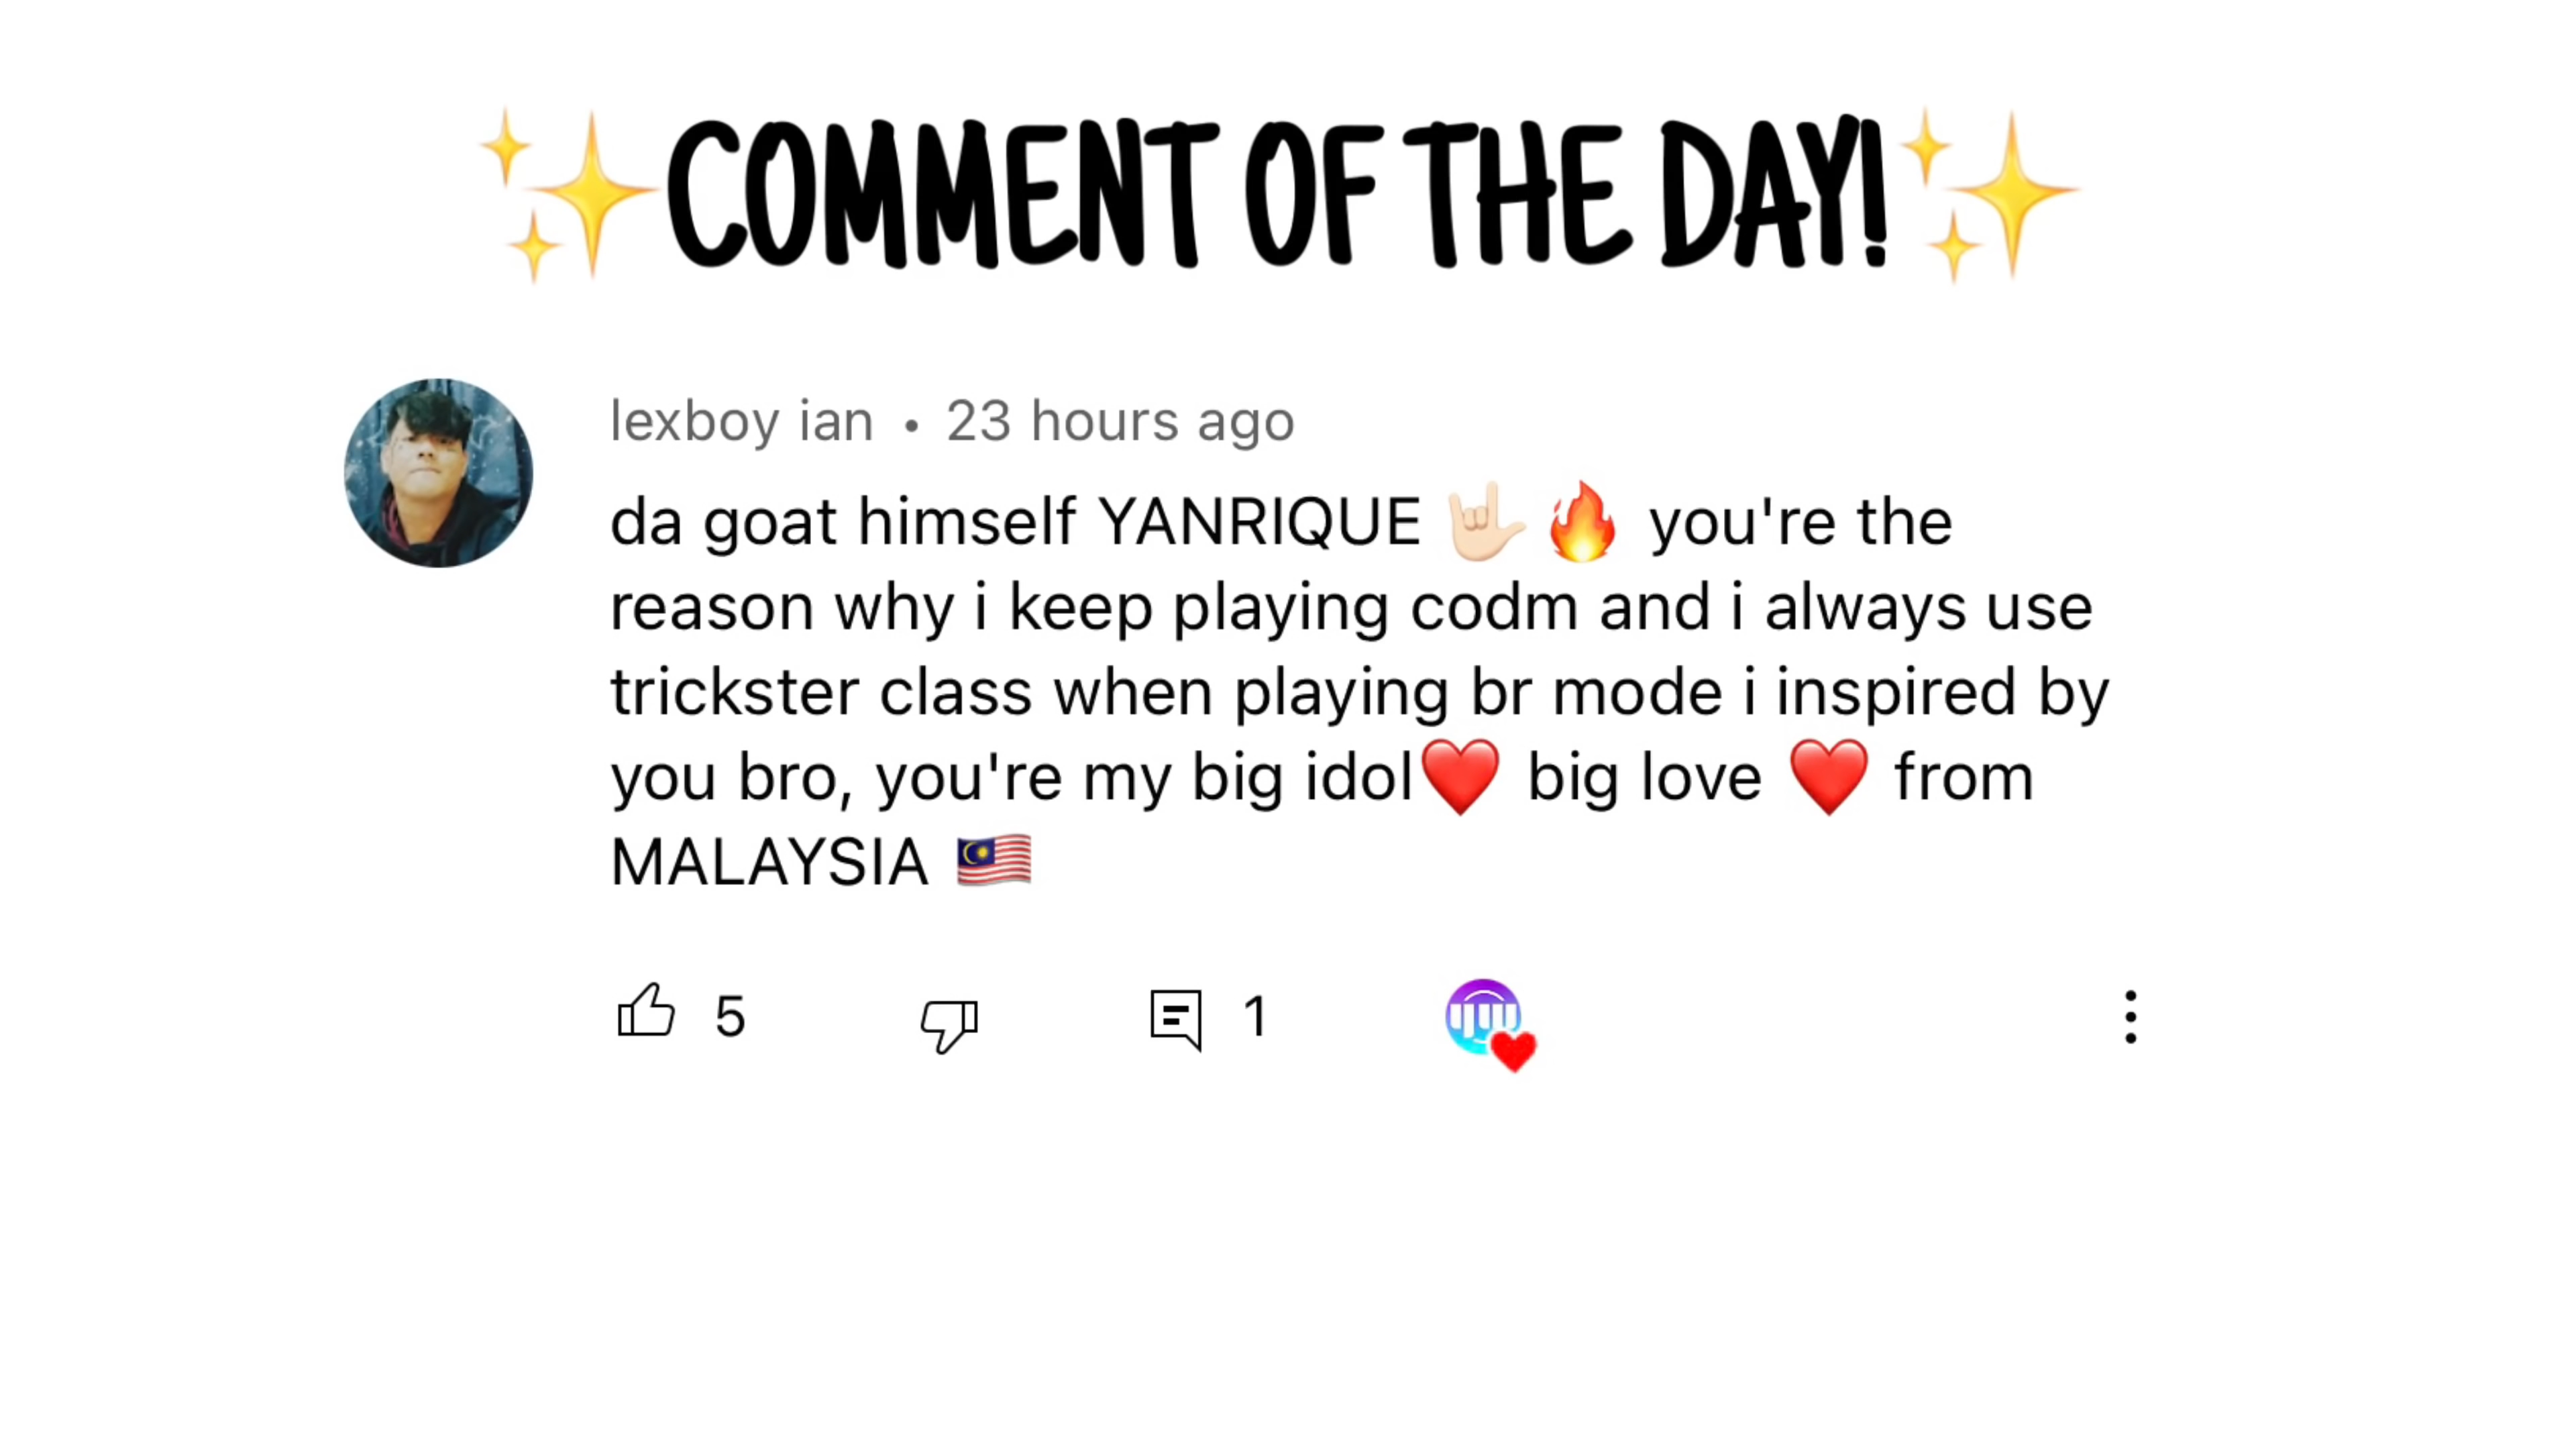 ✨COMMENT OF THE DAY!✨
lexboy ian • 23 hours ago
da goat himself YANRIQUE 🤟🏻🔥 you're the
reason why i keep playing codm and i always use
trickster class when playing br mode i inspired by
you bro, you're my big idol❤️ big love ❤️ from
MALAYSIA 🇲🇾
5 1